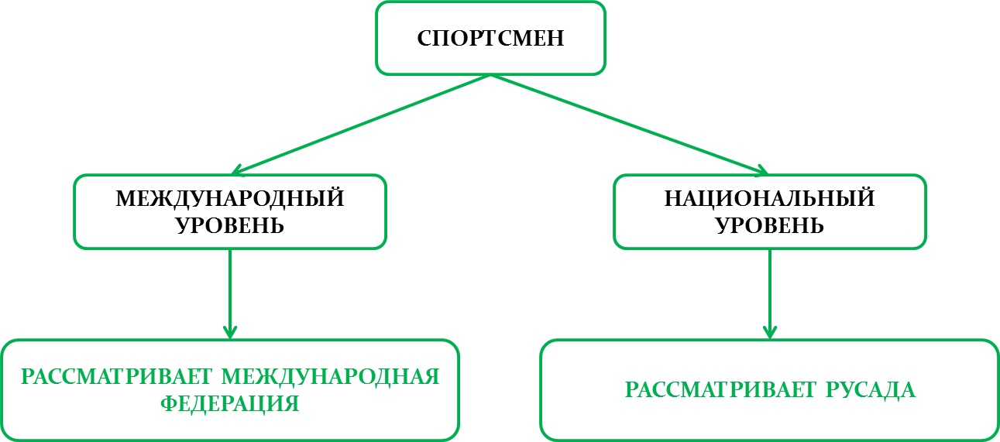 СПОРТСМЕН
МЕЖДУНАРОДНЫЙ
УРОВЕНЬ
НАЦИОНАЛЬНЫЙ
УРОВЕНЬ
РАССМАТРИВАЕТ МЕЖДУНАРОДНАЯ
ФЕДЕРАЦИЯ
РАССМАТРИВАЕТ РУСАДА